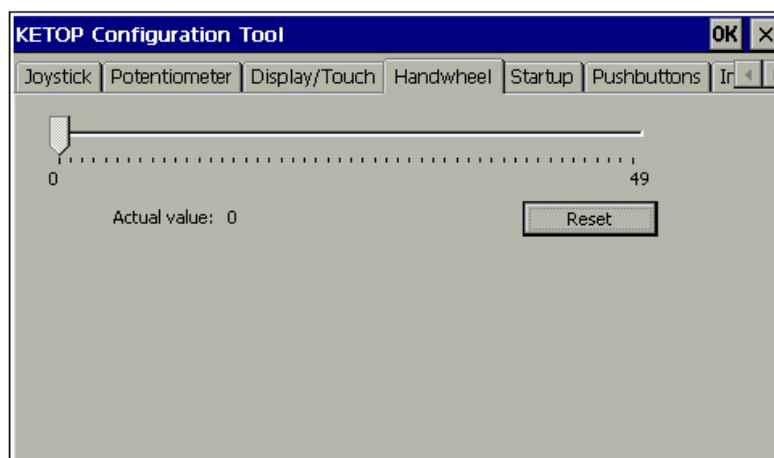 KETOP Configuration Tool OK ×
Joystick Potentiometer Display/Touch Handwheel Startup Pushbuttons
0 49
Actual value: 0 Reset